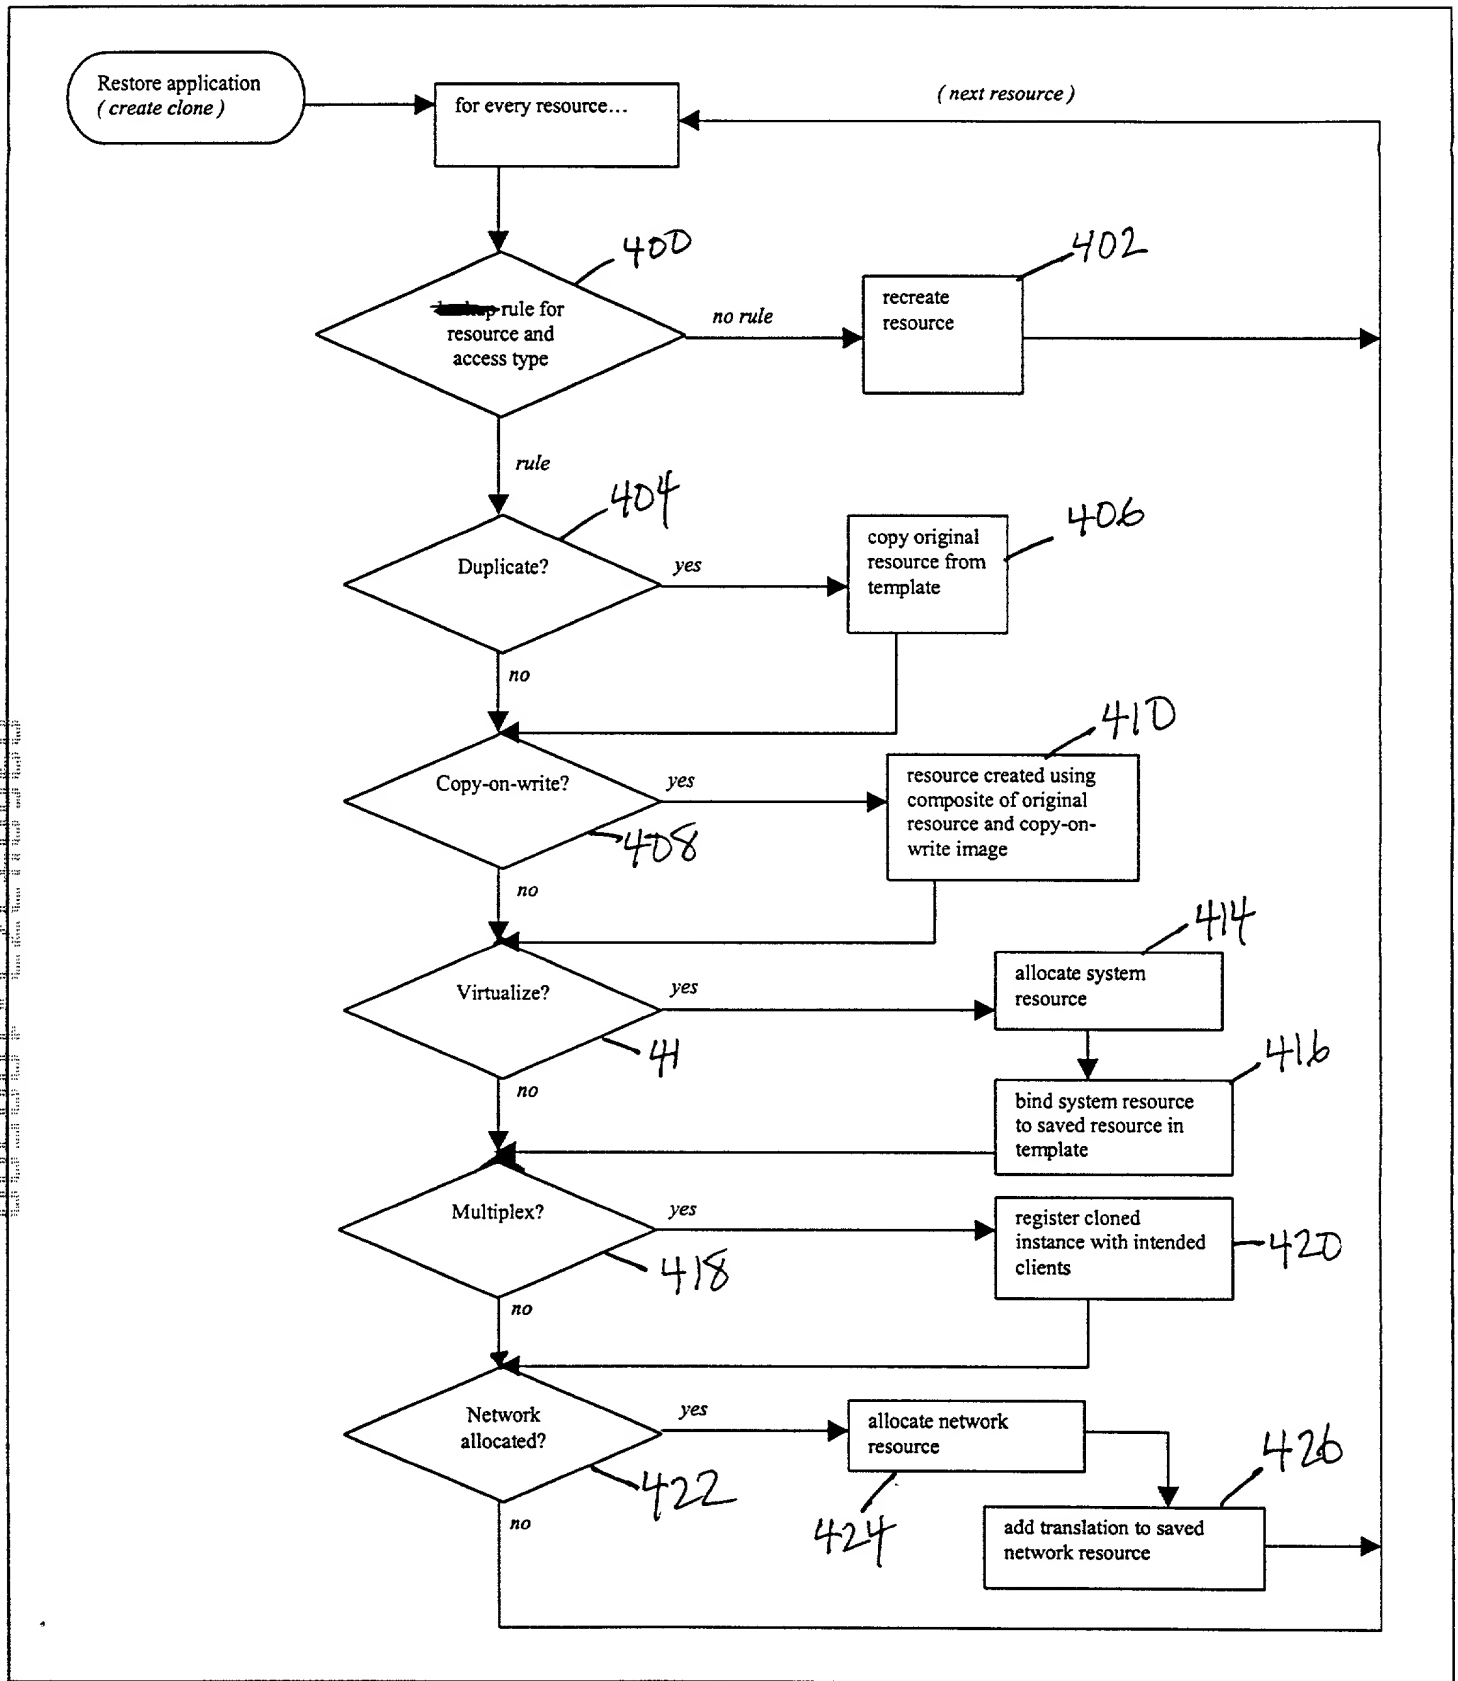 Restore application
( create clone )
for every resource...
( next resource )
400
rule for
resource and
access type
no rule
402
recreate
resource
rule
404
Duplicate?
yes
406
copy original
resource from
template
no
Copy-on-write?
408
yes
410
resource created using
composite of original
resource and copy-on-
write image
no
Virtualize?
41
yes
414
allocate system
resource
416
bind system resource
to saved resource in
template
no
Multiplex?
418
yes
register cloned
instance with intended
clients
420
no
Network
allocated?
422
yes
allocate network
resource
424
426
add translation to saved
network resource
no